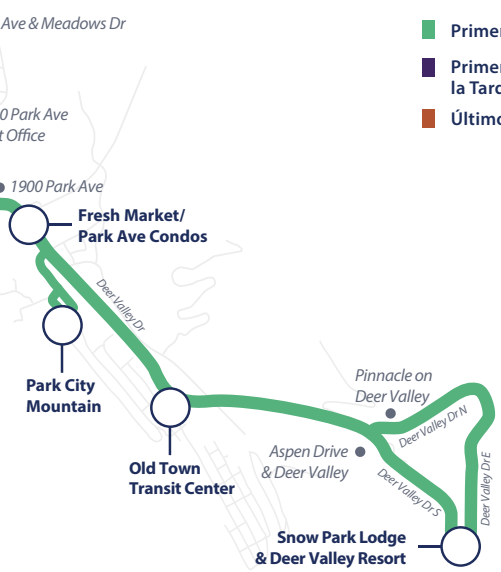 Ave & Meadows Dr
Primer
Primer
la Tard
Último
0 Park Ave
t Office
1900 Park Ave
Fresh Market/
Park Ave Condos
Deer Valley Dr
Park City
Mountain
Pinnacle on
Deer Valley
Deer Valley Dr N
Aspen Drive
& Deer Valley
Deer Valley Dr S
Deer Valley Dr E
Old Town
Transit Center
Snow Park Lodge
& Deer Valley Resort